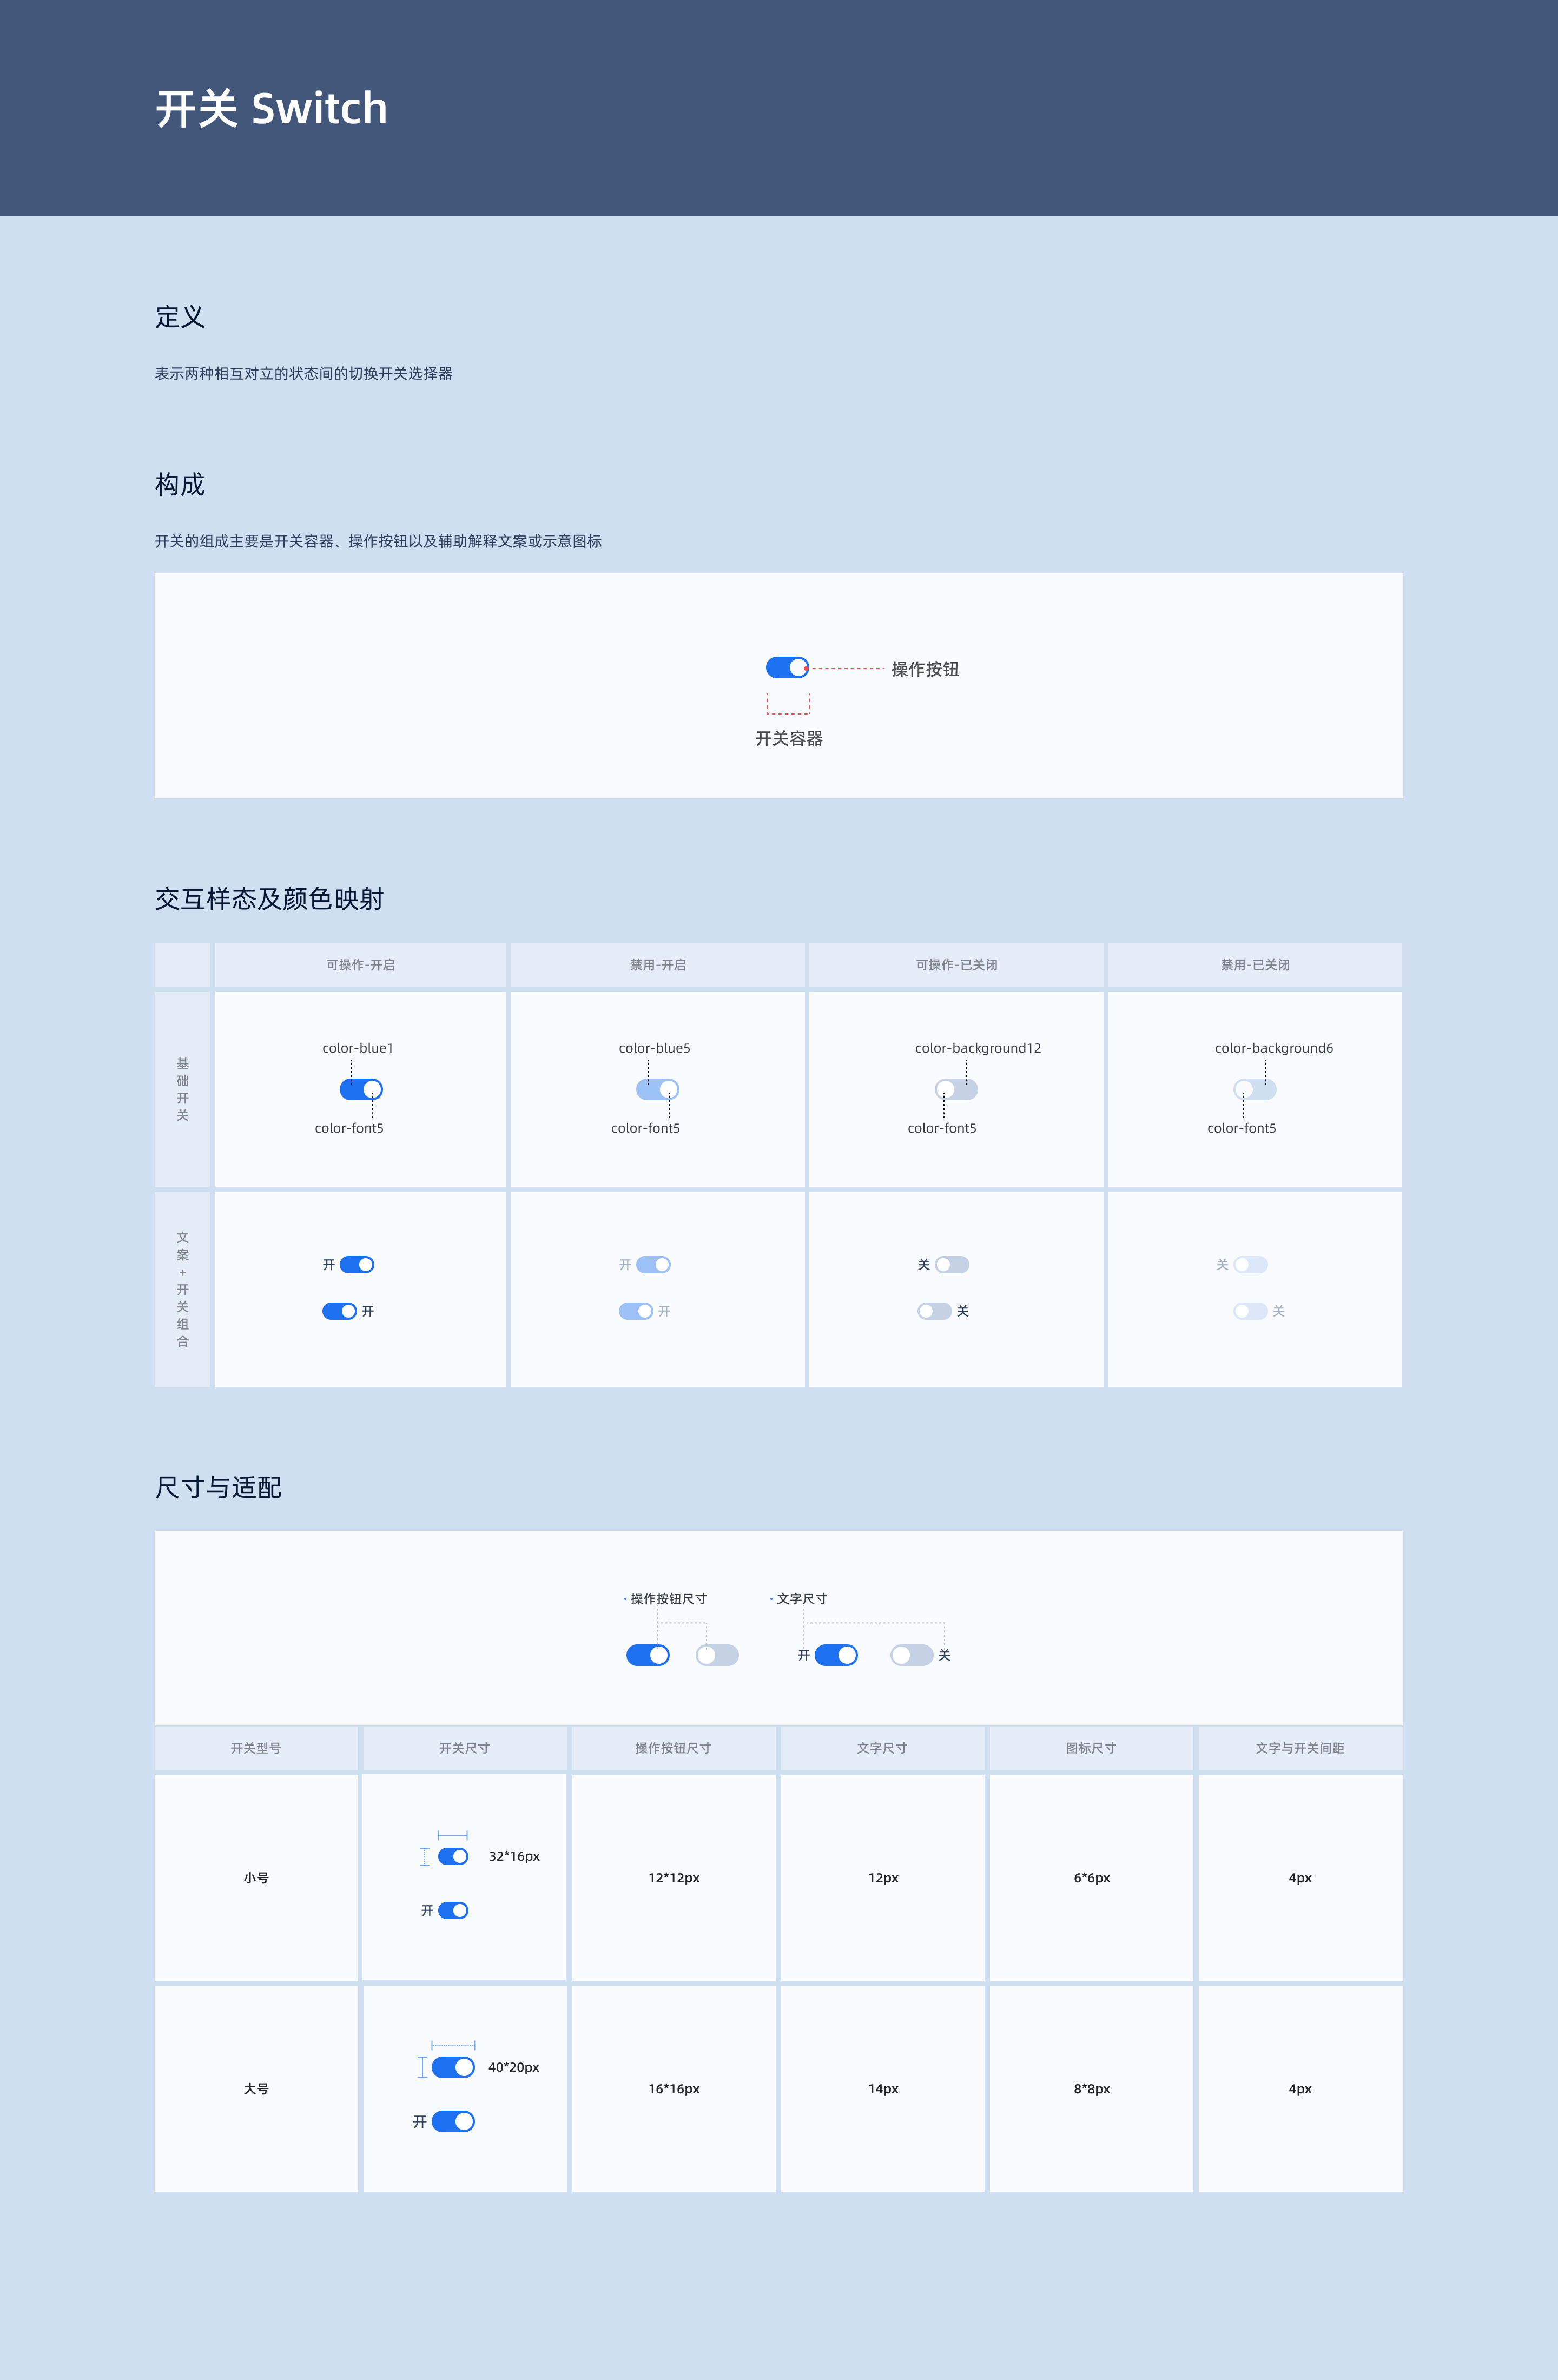 开关 Switch
定义
表示两种相互对立的状态间的切换开关选择器
构成
开关的组成主要是开关容器、操作按钮以及辅助解释文案或示意图标
操作按钮
开关容器
交互样态及颜色映射
可操作-开启
禁用-开启
可操作-已关闭
禁用-已关闭
基础开关
color-blue1
color-font5
color-blue5
color-font5
color-background12
color-font5
color-background6
color-font5
文案+开关组合
开
开
开
开
关
关
关
关
尺寸与适配
·操作按钮尺寸
·文字尺寸
开
关
开关型号
开关尺寸
操作按钮尺寸
文字尺寸
图标尺寸
文字与开关间距
小号
32*16px
开
12*12px
12px
6*6px
4px
大号
40*20px
开
16*16px
14px
8*8px
4px